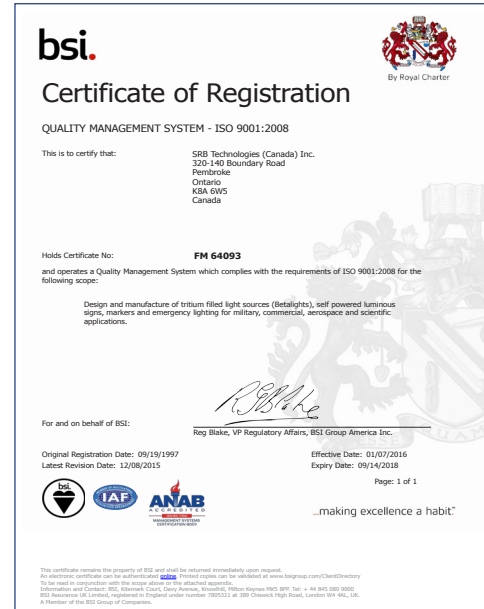 bsi.
By Royal Charter
Certificate of Registration
QUALITY MANAGEMENT SYSTEM - ISO 9001:2008
This is to certify that:
SRB Technologies (Canada) Inc.
320-140 Boundary Road
Pembroke
Ontario
K8A 6W5
Canada
Holds Certificate No:
FM 64093
and operates a Quality Management System which complies with the requirements of ISO 9001:2008 for the
following scope:
Design and manufacture of tritium filled light sources (Betalights), self powered luminous
signs, markers and emergency lighting for military, commercial, aerospace and scientific
applications.
For and on behalf of BSI:
Reg Blake, VP Regulatory Affairs, BSI Group America Inc.
Original Registration Date: 09/19/1997
Effective Date: 01/07/2016
Latest Revision Date: 12/08/2015
Expiry Date: 09/14/2018
Page: 1 of 1
bsi.
IAF
ANAB
ACCREDITED
MANAGEMENT SYSTEMS
CERTIFICATION BODY
...making excellence a habit.™
This certificate remains the property of BSI and shall be returned immediately upon request.
An electronic certificate can be authenticated online. Printed copies can be validated at www.bsigroup.com/ClientDirectory
To be read in conjunction with the scope above or the attached appendix.
Information and Contact: BSI, Kitemark Court, Davy Avenue, Knowlhill, Milton Keynes MK5 8PP. Tel: + 44 845 080 9000
BSI Assurance UK Limited, registered in England under number 7805321 at 389 Chiswick High Road, London W4 4AL, UK.
A Member of the BSI Group of Companies.